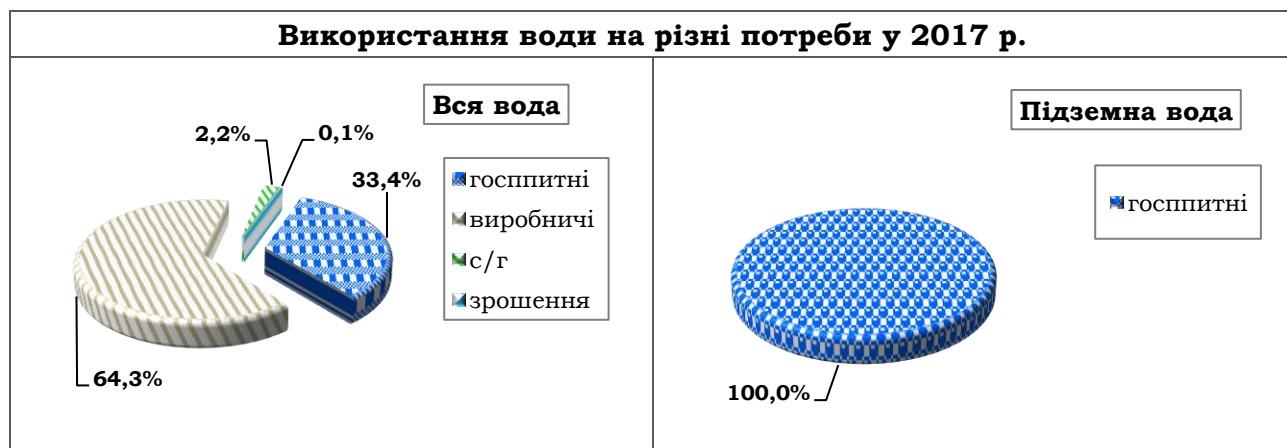 Використання води на різні потреби у 2017 р.
Вся вода
2,2%
0,1%
33,4%
64,3%
госппитні
виробничі
с/г
зрошення
Підземна вода
госппитні
100,0%